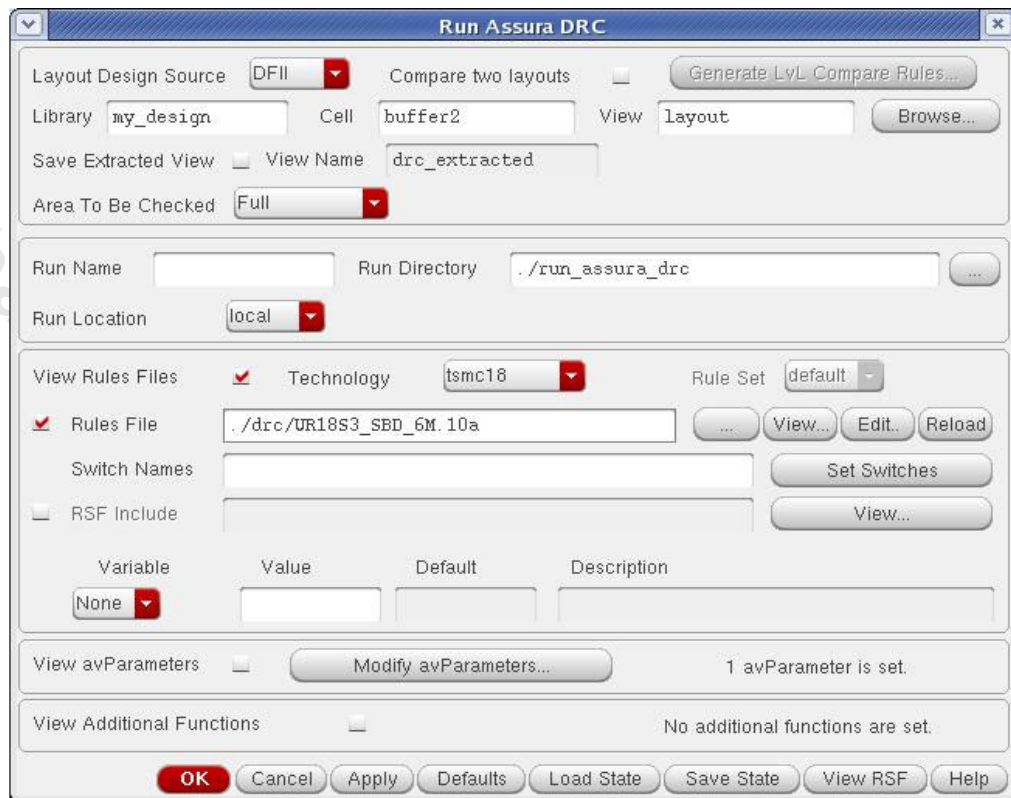 Run Assura DRC
Layout Design Source DFII Compare two layouts Generate LvL Compare Rules...
Library my_design Cell buffer2 View layout Browse...
Save Extracted View View Name drc_extracted
Area To Be Checked Full
Run Name Run Directory ./run_assura_drc ...
Run Location local
View Rules Files Technology tsmc18 Rule Set default
Rules File ./drc/UR18S3_SBD_6M.10a ... View... Edit.. Reload
Switch Names Set Switches
RSF Include View...
Variable Value Default Description
None
View avParameters Modify avParameters... 1 avParameter is set.
View Additional Functions No additional functions are set.
OK Cancel Apply Defaults Load State Save State View RSF Help